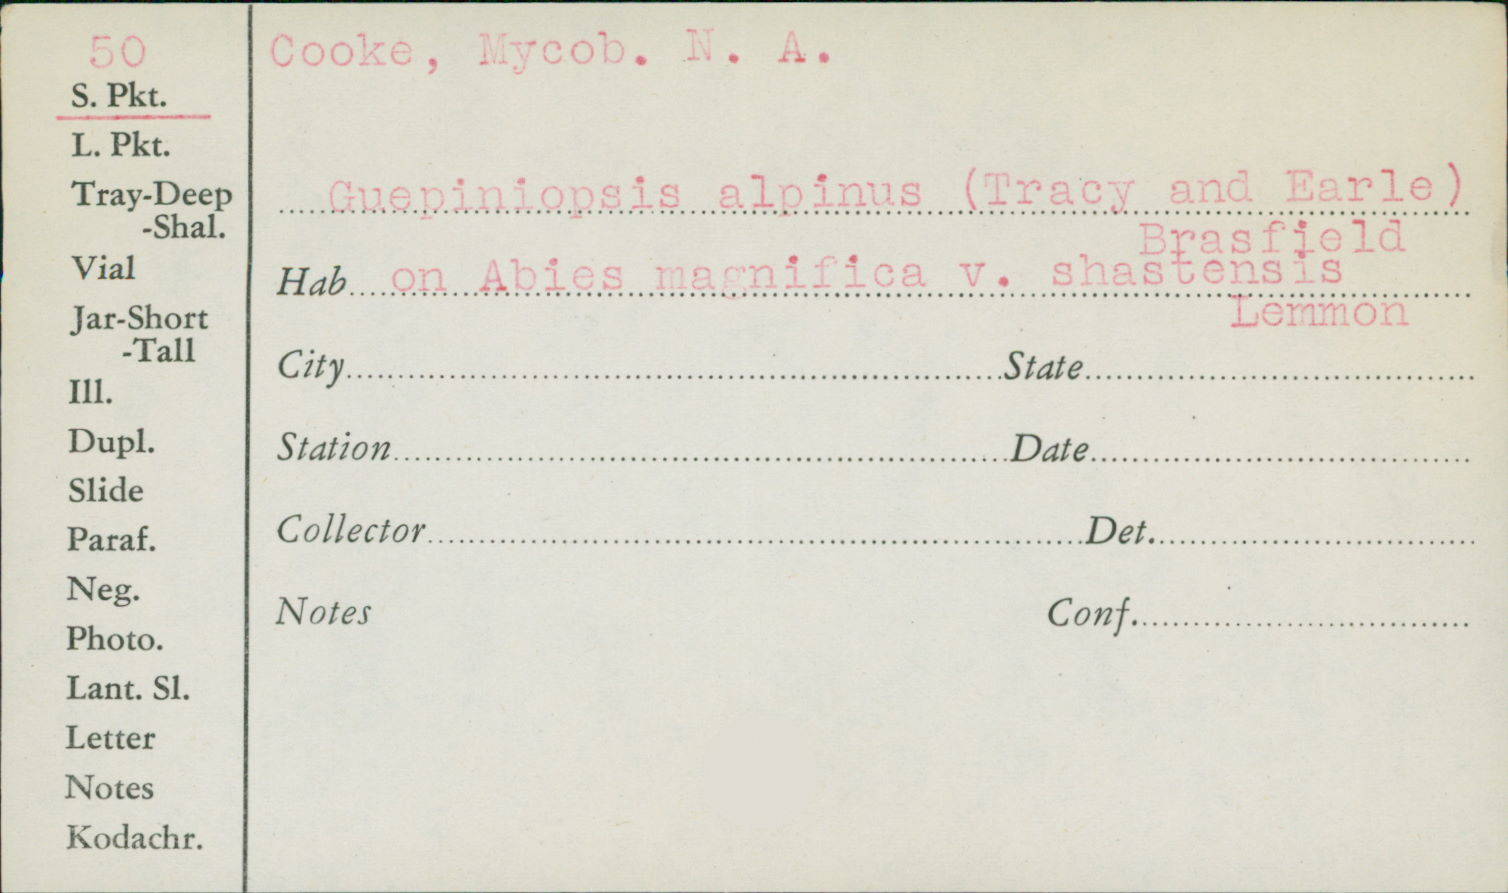 50
S. Pkt.
L. Pkt.
Tray-Deep
-Shal.
Vial
Jar-Short
-Tall
Ill.
Dupl.
Slide
Paraf.
Neg.
Photo.
Lant. Sl.
Letter
Notes
Kodachr.
Cooke, Mycob. N. A.
Guepiniopsis alpinus (Tracy and Earle)
Brasfield
Hab. on Abies magnifica v. shastensis
Lemmon
City State
Station Date
Collector Det.
Notes Conf.